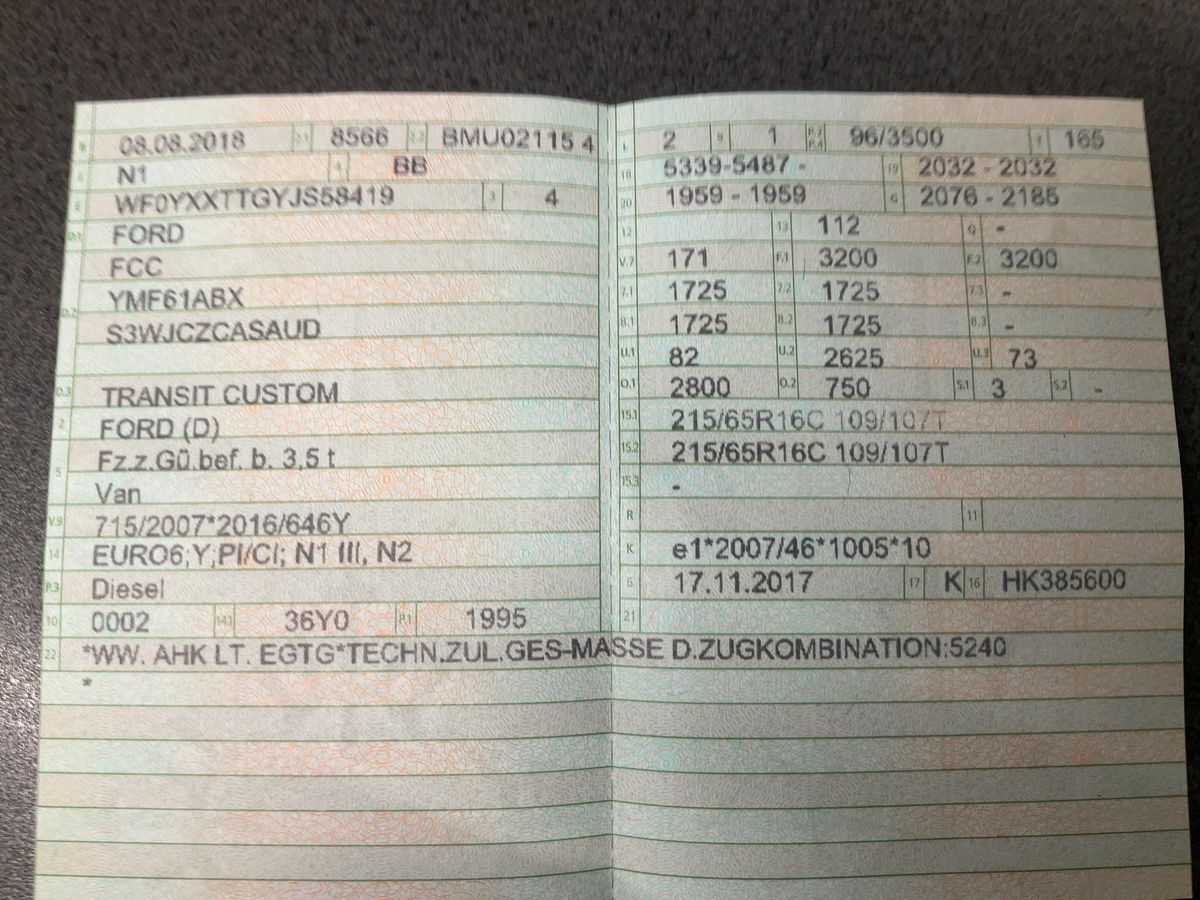 B 08.08.2018 2.1 8566 2.2 BMU02115 4
J N1 4 BB
E WF0YXXTTGYJS58419 3 4
D.1 FORD
FCC
D.2 YMF61ABX
S3WJCZCASAUD
D.3 TRANSIT CUSTOM
2 FORD (D)
5 Fz.z.Gü.bef. b. 3,5 t
Van
V.9 715/2007*2016/646Y
14 EURO6;Y;PI/CI; N1 III, N2
P.3 Diesel
10 0002 14.1 36Y0 P.1 1995
L 2 9 1 P.2 P.4 96/3500 T 165
18 5339-5487 - 19 2032 - 2032
20 1959 - 1959 G 2076 - 2185
12 13 112 Q -
V.7 171 F.1 3200 F.2 3200
7.1 1725 7.2 1725 7.3 -
8.1 1725 8.2 1725 8.3 -
U.1 82 U.2 2625 U.3 73
O.1 2800 O.2 750 S.1 3 S.2 -
15.1 215/65R16C 109/107T
15.2 215/65R16C 109/107T
15.3 -
R 11
K e1*2007/46*1005*10
6 17.11.2017 17 K 16 HK385600
21
22 *WW. AHK LT. EGTG*TECHN.ZUL.GES-MASSE D.ZUGKOMBINATION:5240
*